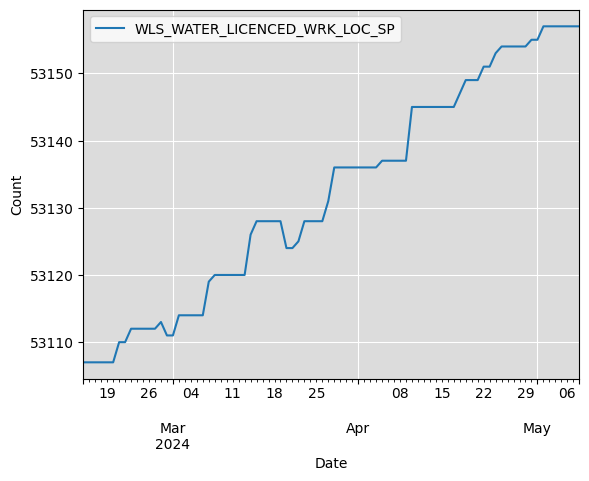 WLS_WATER_LICENCED_WRK_LOC_SP
Count
53150
53140
53130
53120
53110
19 26 04 11 18 25 08 15 22 29 06
Mar Apr May
2024
Date